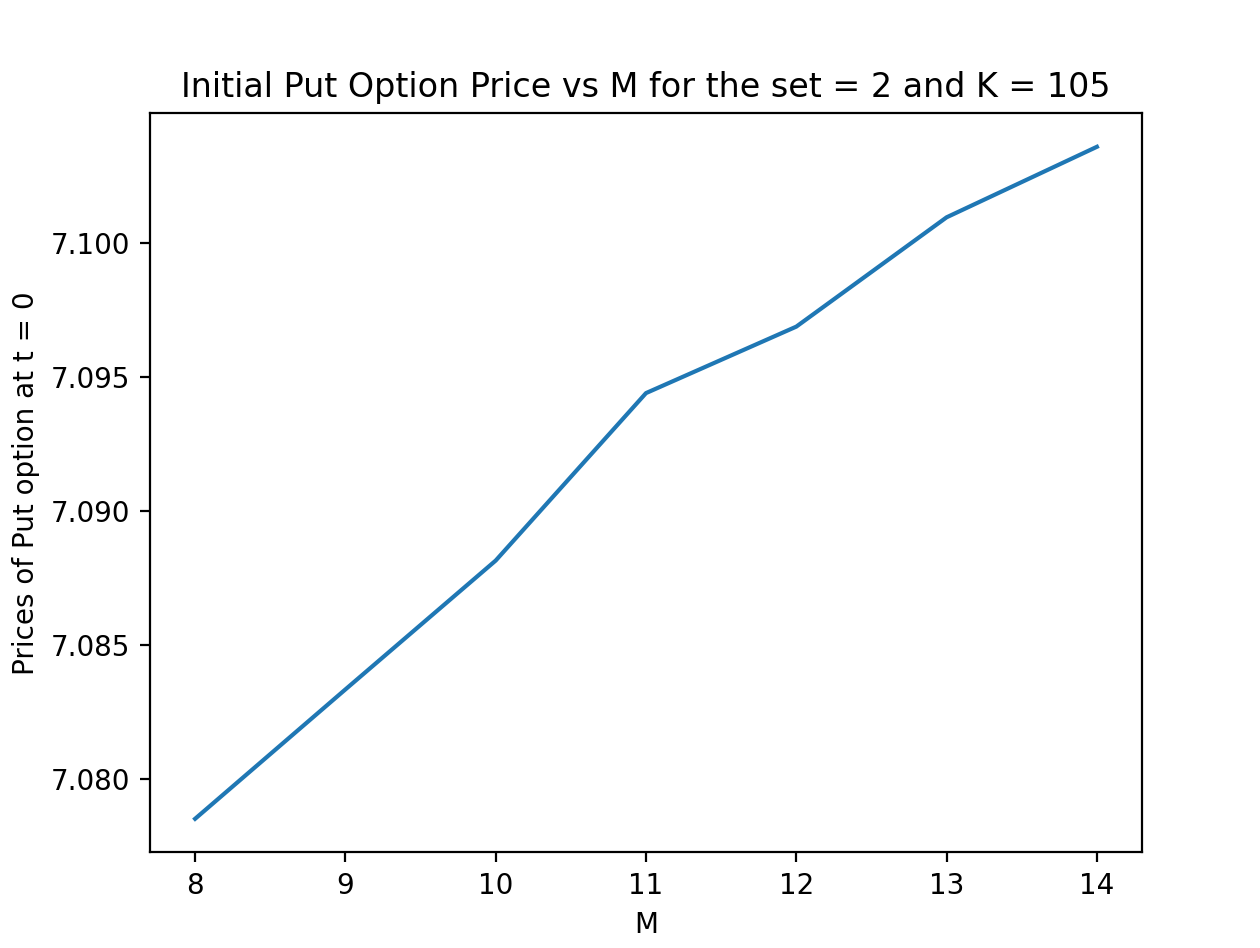 Initial Put Option Price vs M for the set = 2 and K = 105
Prices of Put option at t = 0
7.100
7.095
7.090
7.085
7.080
8 9 10 11 12 13 14
M